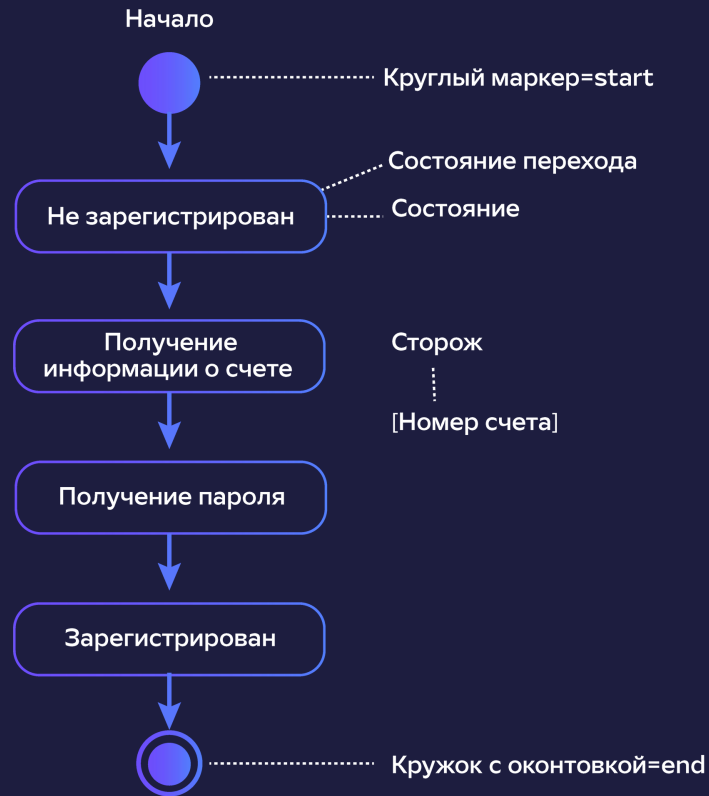 Начало
Круглый маркер=start
Состояние перехода
Не зарегистрирован
Состояние
Получение
информации о счете
Сторож
[Номер счета]
Получение пароля
Зарегистрирован
Кружок с оконтовкой=end